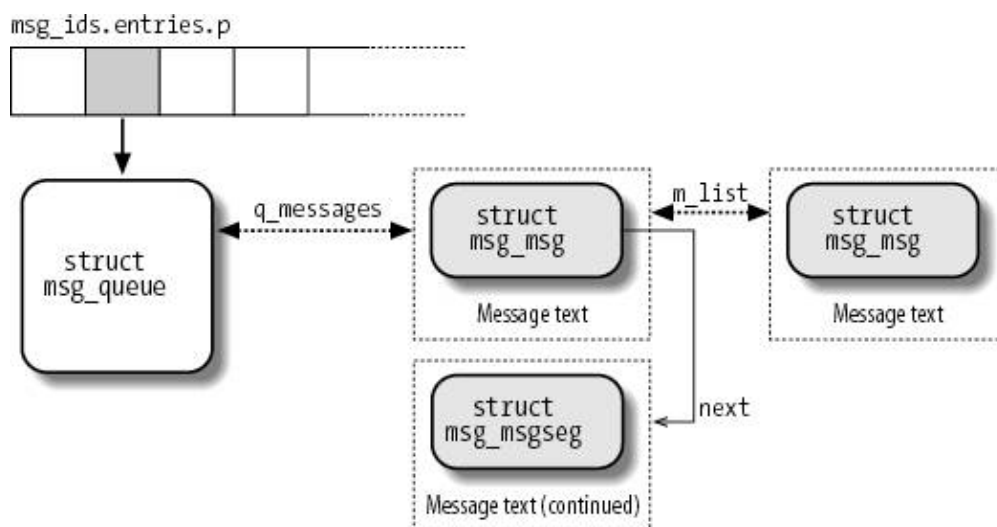 msg_ids.entries.p
q_messages
m_list
struct
msg_queue
struct
msg_msg
Message text
struct
msg_msg
Message text
next
struct
msg_msgseg
Message text (continued)